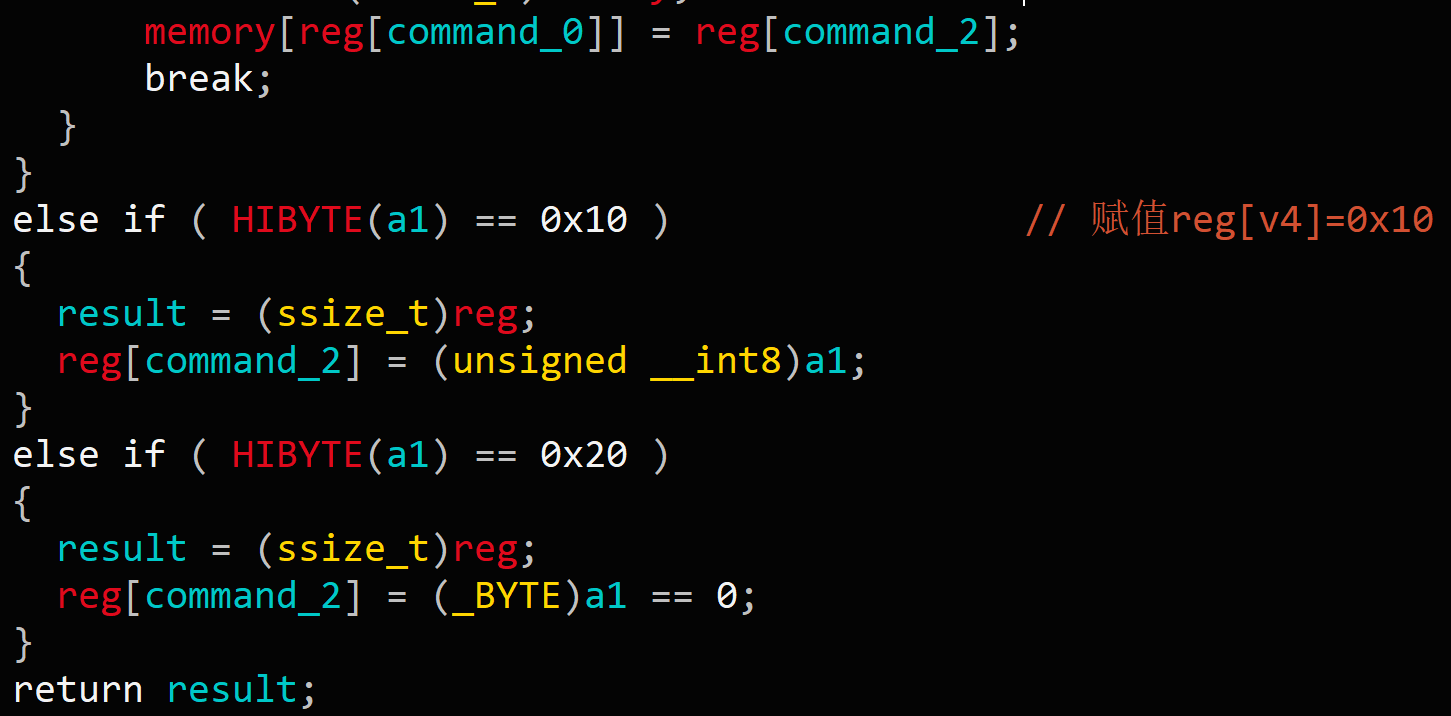 memory[reg[command_0]] = reg[command_2];
break;
}
}
else if ( HIBYTE(a1) == 0x10 ) // 赋值reg[v4]=0x10
{
result = (ssize_t)reg;
reg[command_2] = (unsigned __int8)a1;
}
else if ( HIBYTE(a1) == 0x20 )
{
result = (ssize_t)reg;
reg[command_2] = (_BYTE)a1 == 0;
}
return result;